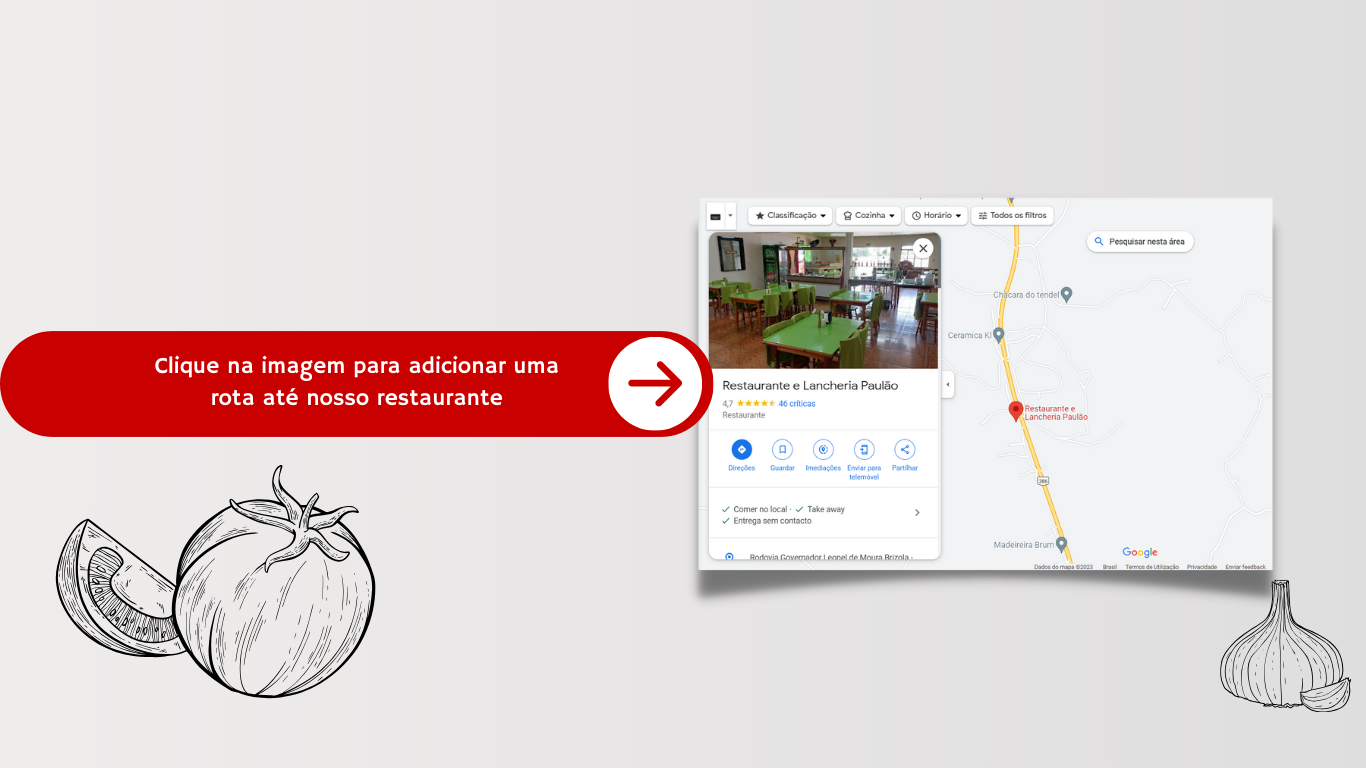 Clique na imagem para adicionar uma
rota até nosso restaurante
Classificação
Cozinha
Horário
Todos os filtros
Pesquisar nesta área
Restaurante e Lancheria Paulão
4,7
46 críticas
Restaurante
Direções
Guardar
Imediações
Enviar para
telemóvel
Partilhar
Comer no local ·
Take away
Entrega sem contacto
Rodovia Governador Leonel de Moura Brizola -
Chácara do tendel
Ceramica Kl
Restaurante e
Lancheria Paulão
386
Madeireira Brum
Google
Dados do mapa ©2023
Brasil
Termos de Utilização
Privacidade
Enviar feedback